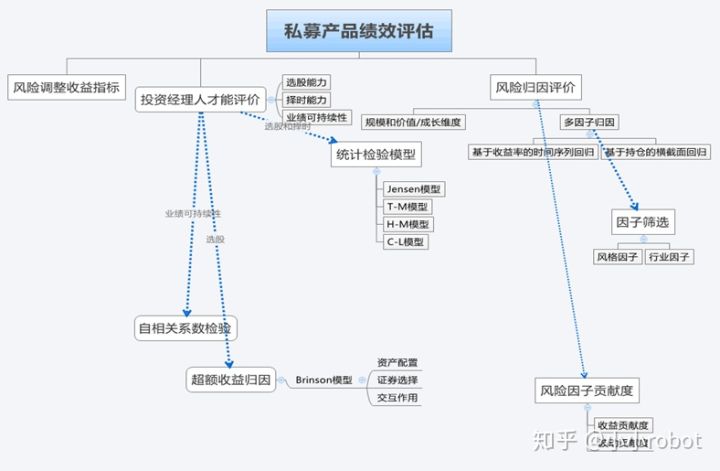 私募产品绩效评估
风险调整收益指标
投资经理人才能评价
选股能力
择时能力
业绩可持续性
风险归因评价
规模和价值/成长维度
多因子归因
选股和择时
统计检验模型
基于收益率的时间序列回归
基于持仓的横截面回归
Jensen模型
T-M模型
H-M模型
C-L模型
业绩可持续性
选股
因子筛选
风格因子
行业因子
自相关系数检验
超额收益归因
Brinson模型
资产配置
证券选择
交互作用
风险因子贡献度
收益贡献度
知乎 robot